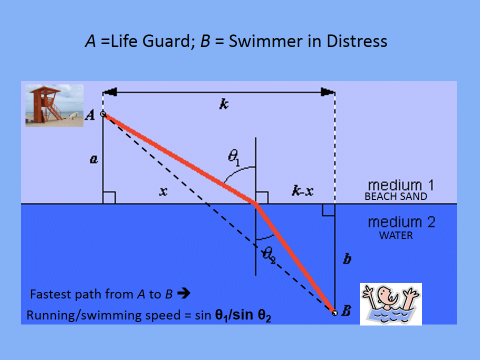 A =Life Guard; B = Swimmer in Distress
k
A
θ1
a
x
k-x
medium 1
BEACH SAND
medium 2
WATER
θ2
b
Fastest path from A to B ➔
B
Running/swimming speed = sin θ1/sin θ2